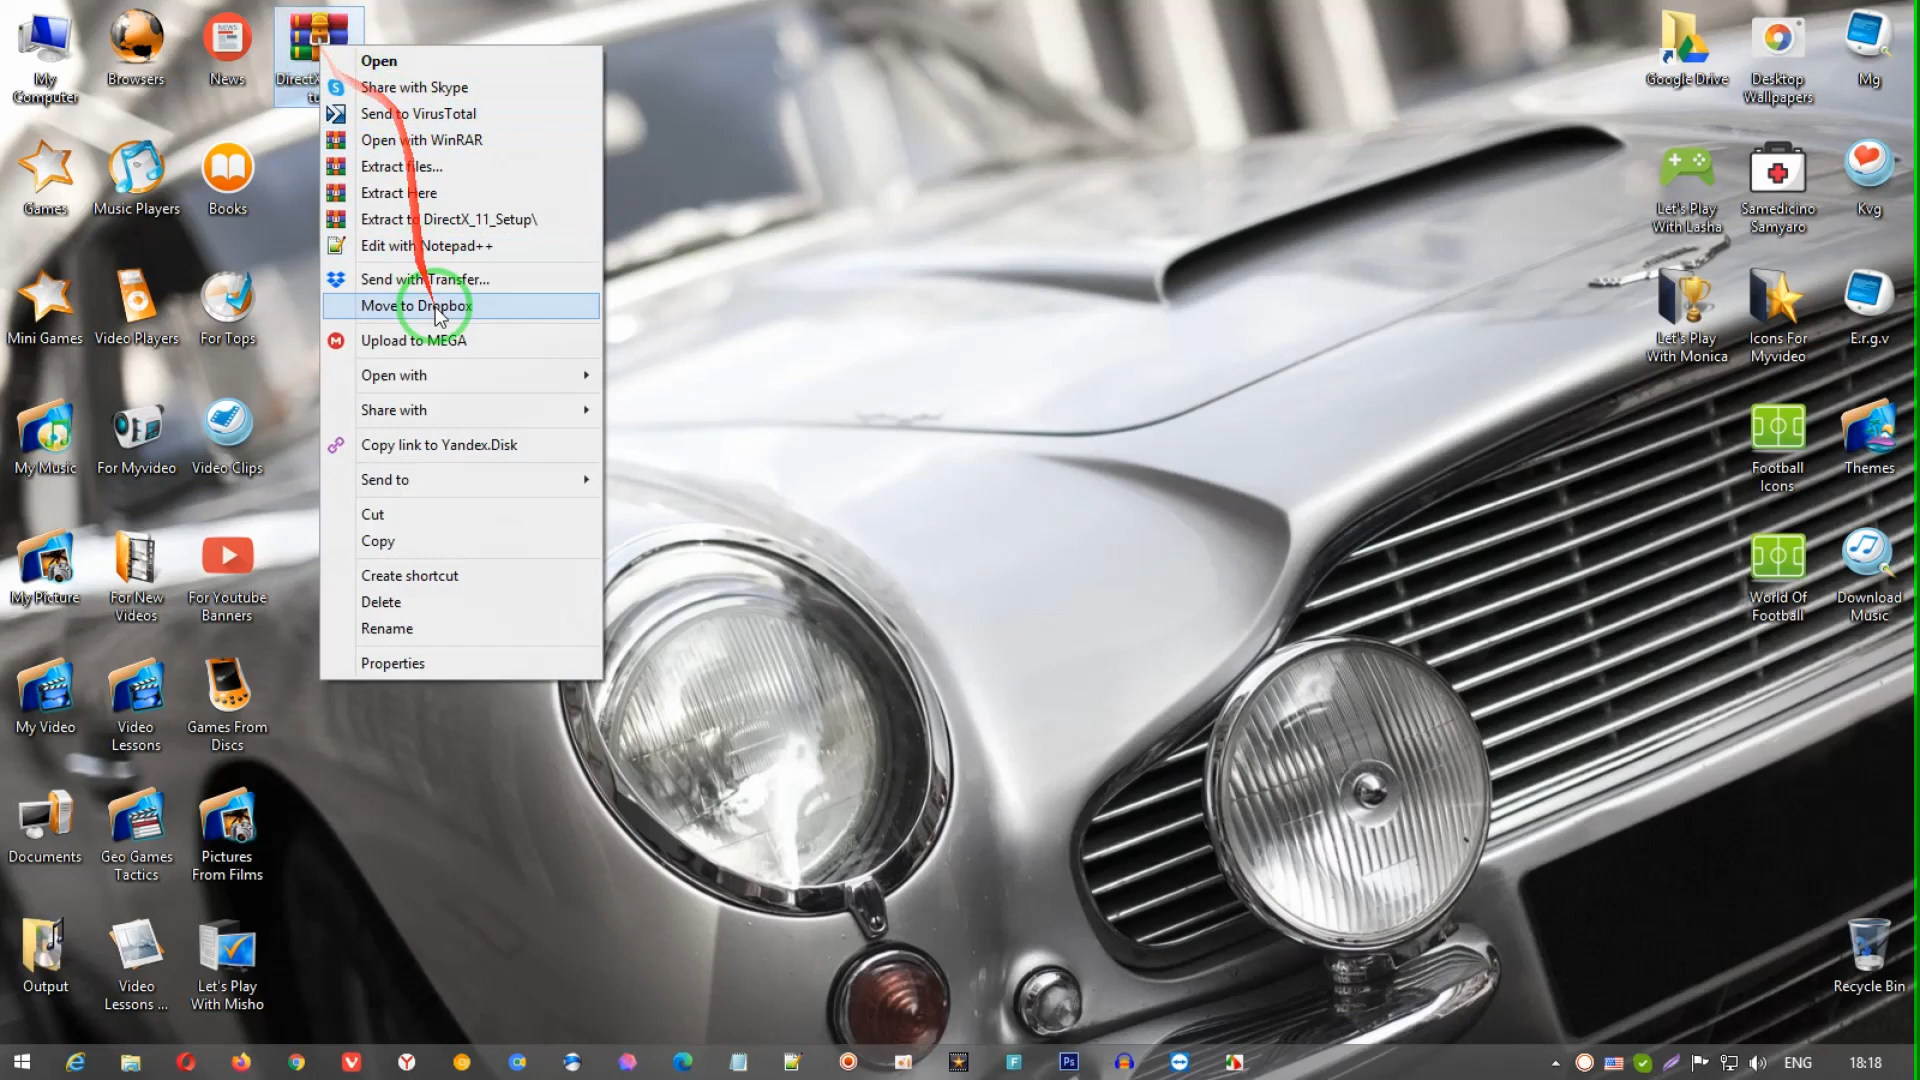 My
Computer
Browsers
News
NEWS
DirectX
tu
Open
Share with Skype
Send to VirusTotal
Open with WinRAR
Extract files...
Extract Here
Extract to DirectX_11_Setup\
Edit with Notepad++
Send with Transfer...
Move to Dropbox
Upload to MEGA
Open with
Share with
Copy link to Yandex.Disk
Send to
Cut
Copy
Create shortcut
Delete
Rename
Properties
Games
Music Players
Books
Mini Games
Video Players
For Tops
My Music
For Myvideo
Video Clips
My Picture
For New
Videos
For Youtube
Banners
My Video
Video
Lessons
Games From
Discs
Documents
Geo Games
Tactics
Pictures
From Films
Output
Video
Lessons ...
Let's Play
With Misho
Google Drive
Desktop
Wallpapers
Mg
Let's Play
With Lasha
Samedicino
Samyaro
Kvg
Let's Play
With Monica
Icons For
Myvideo
E.r.g.v
Football
Icons
Themes
World Of
Football
Download
Music
Recycle Bin
ENG
18:18